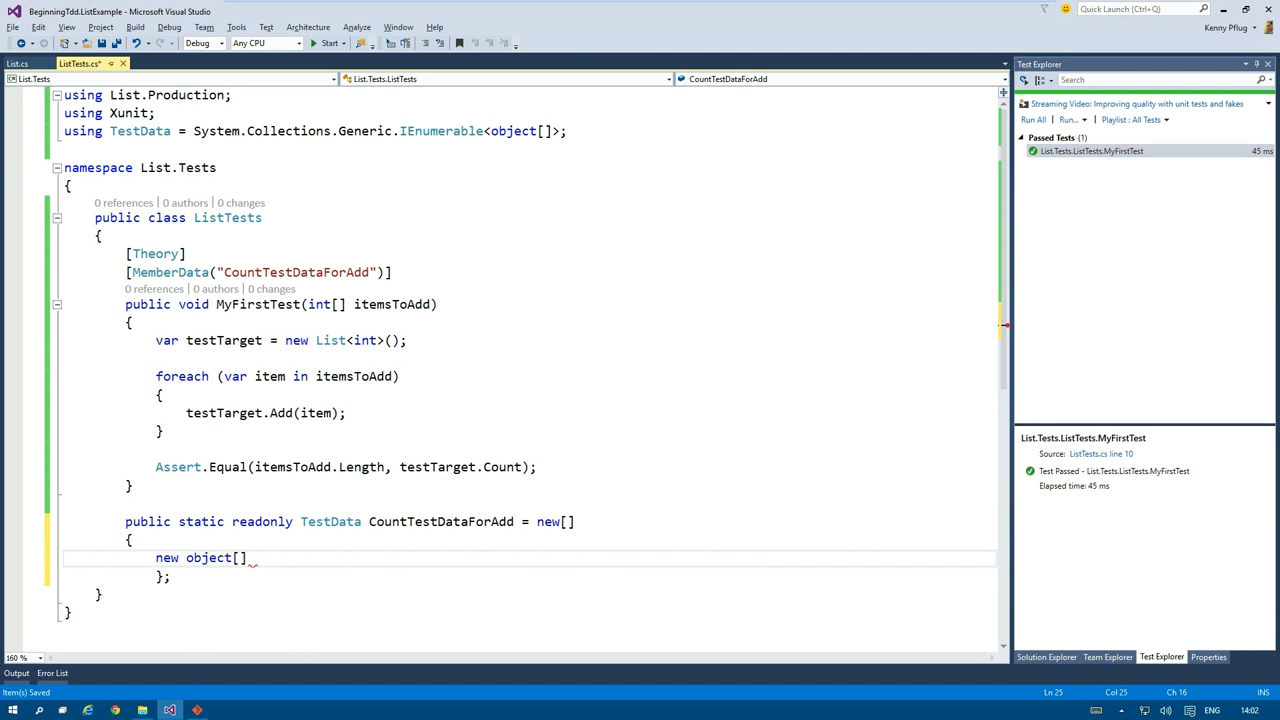 BeginningTdd.ListExample - Microsoft Visual Studio
Quick Launch (Ctrl+Q)
File Edit View Project Build Debug Team Tools Test Architecture Analyze Window Help
Kenny Pflug
Debug Any CPU Start
List.cs ListTests.cs*
List.Tests List.Tests.ListTests CountTestDataForAdd
using List.Production;
using Xunit;
using TestData = System.Collections.Generic.IEnumerable<object[]>;
namespace List.Tests
{
0 references | 0 authors | 0 changes
public class ListTests
{
[Theory]
[MemberData("CountTestDataForAdd")]
0 references | 0 authors | 0 changes
public void MyFirstTest(int[] itemsToAdd)
{
var testTarget = new List<int>();
foreach (var item in itemsToAdd)
{
testTarget.Add(item);
}
Assert.Equal(itemsToAdd.Length, testTarget.Count);
}
public static readonly TestData CountTestDataForAdd = new[]
{
new object[]
};
}
}
160 %
Test Explorer
Search
Streaming Video: Improving quality with unit tests and fakes
Run All Run... Playlist : All Tests
Passed Tests (1)
List.Tests.ListTests.MyFirstTest 45 ms
List.Tests.ListTests.MyFirstTest
Source: ListTests.cs line 10
Test Passed - List.Tests.ListTests.MyFirstTest
Elapsed time: 45 ms
Solution Explorer Team Explorer Test Explorer Properties
Output Error List
Item(s) Saved Ln 25 Col 25 Ch 16 INS
ENG 14:02